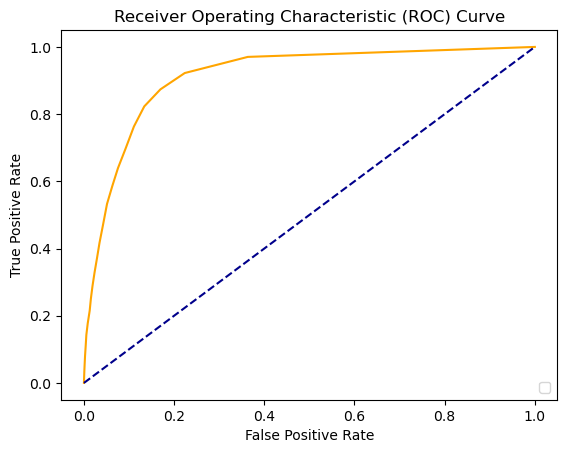 Receiver Operating Characteristic (ROC) Curve
1.0
0.8
0.6
0.4
0.2
0.0
True Positive Rate
0.0 0.2 0.4 0.6 0.8 1.0
False Positive Rate